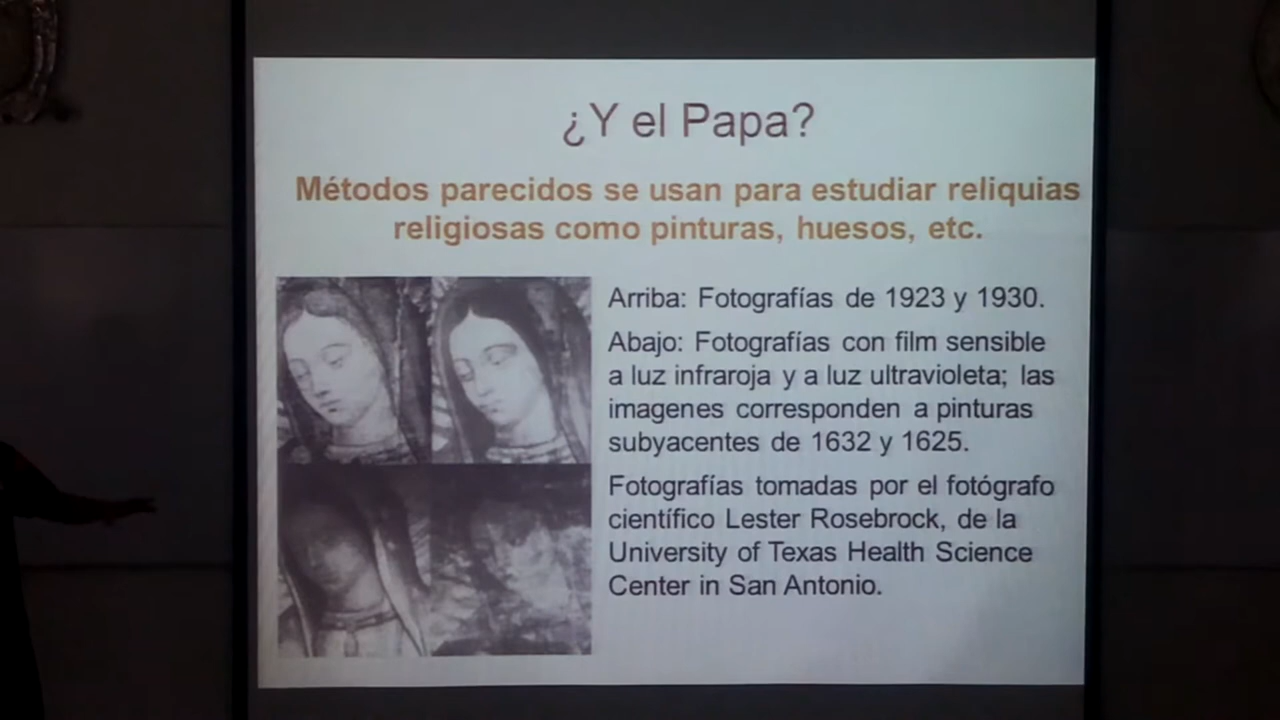 ¿Y el Papa?
Métodos parecidos se usan para estudiar reliquias
religiosas como pinturas, huesos, etc.
Arriba: Fotografías de 1923 y 1930.
Abajo: Fotografías con film sensible
a luz infraroja y a luz ultravioleta; las
imagenes corresponden a pinturas
subyacentes de 1632 y 1625.
Fotografías tomadas por el fotógrafo
científico Lester Rosebrock, de la
University of Texas Health Science
Center in San Antonio.